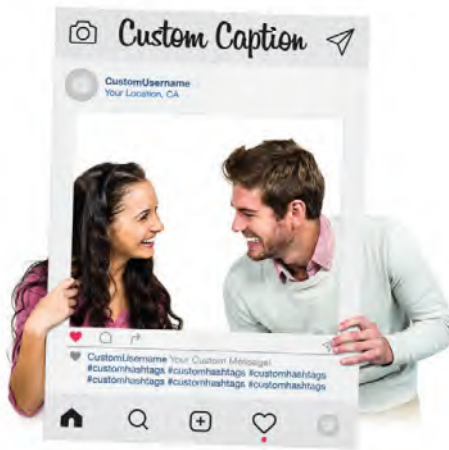 Custom Caption
CustomUsername
Your Location, CA
CustomUsername Your Custom Message!
#customhashtags #customhashtags #customhashtags
#customhashtags #customhashtags #customhashtags